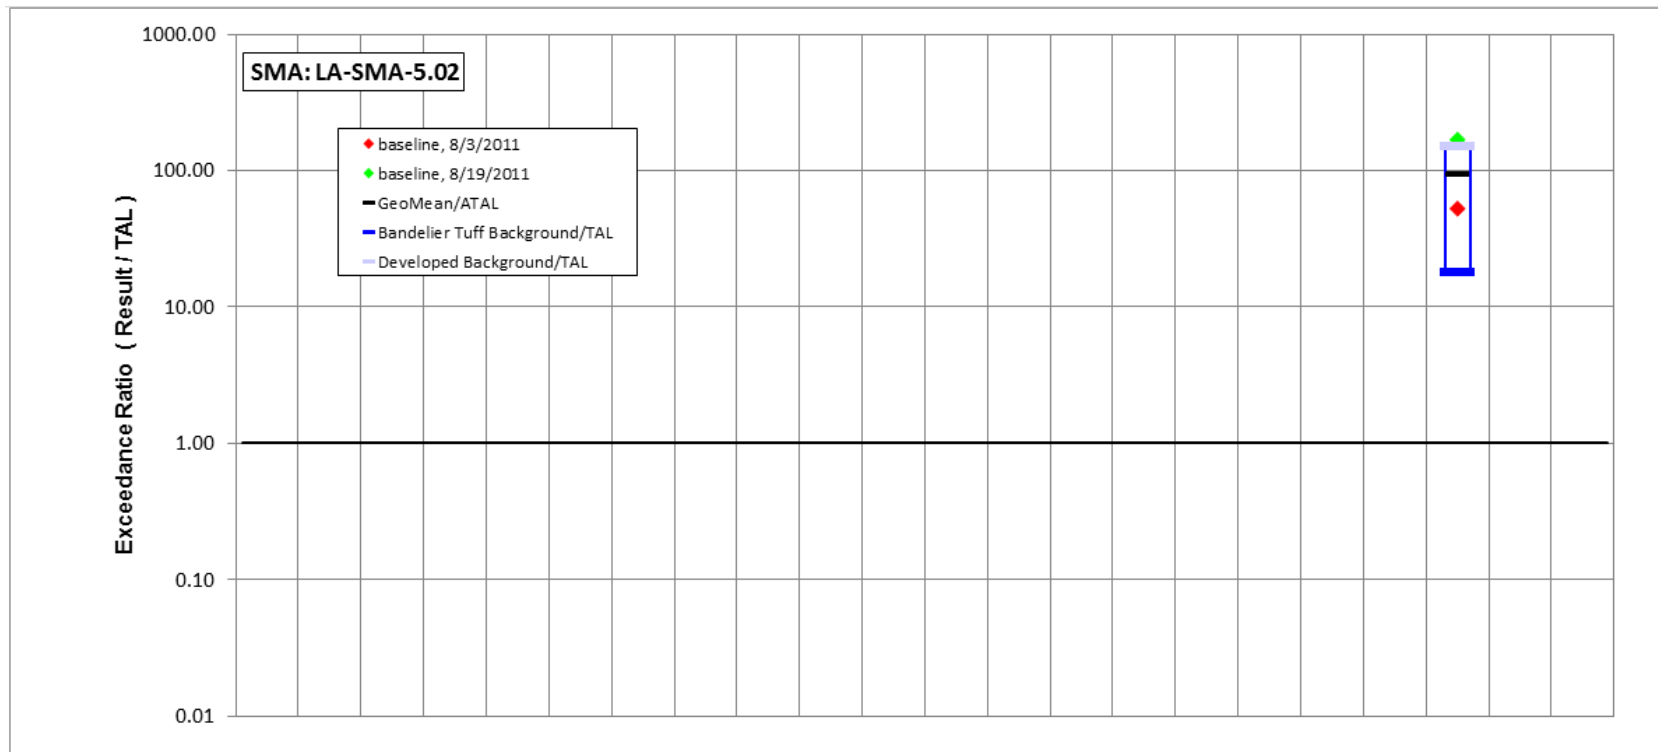 1000.00
SMA: LA-SMA-5.02
baseline, 8/3/2011
100.00
baseline, 8/19/2011
GeoMean/ATAL
Bandelier Tuff Background/TAL
Developed Background/TAL
10.00
1.00
0.10
0.01
Exceedance Ratio ( Result / TAL )